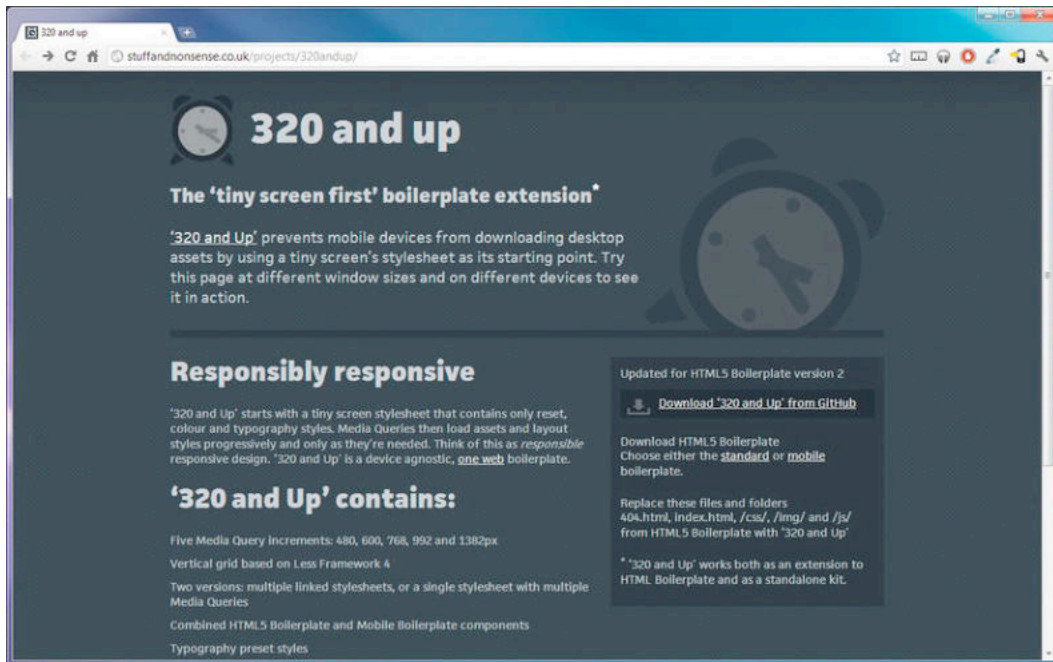 320 and up
stuffandnonsense.co.uk/projects/320andup/
320 and up
The ‘tiny screen first’ boilerplate extension*
‘320 and Up’ prevents mobile devices from downloading desktop
assets by using a tiny screen’s stylesheet as its starting point. Try
this page at different window sizes and on different devices to see
it in action.
Responsibly responsive
‘320 and Up’ starts with a tiny screen stylesheet that contains only reset,
colour and typography styles. Media Queries then load assets and layout
styles progressively and only as they’re needed. Think of this as responsible
responsive design. ‘320 and Up’ is a device agnostic, one web boilerplate.
‘320 and Up’ contains:
Five Media Query increments: 480, 600, 768, 992 and 1382px
Vertical grid based on Less Framework 4
Two versions: multiple linked stylesheets, or a single stylesheet with multiple
Media Queries
Combined HTML5 Boilerplate and Mobile Boilerplate components
Typography preset styles
Updated for HTML5 Boilerplate version 2
Download ‘320 and Up’ from GitHub
Download HTML5 Boilerplate
Choose either the standard or mobile
boilerplate.
Replace these files and folders
404.html, index.html, /css/, /img/ and /js/
from HTML5 Boilerplate with ‘320 and Up’
* ‘320 and Up’ works both as an extension to
HTML Boilerplate and as a standalone kit.